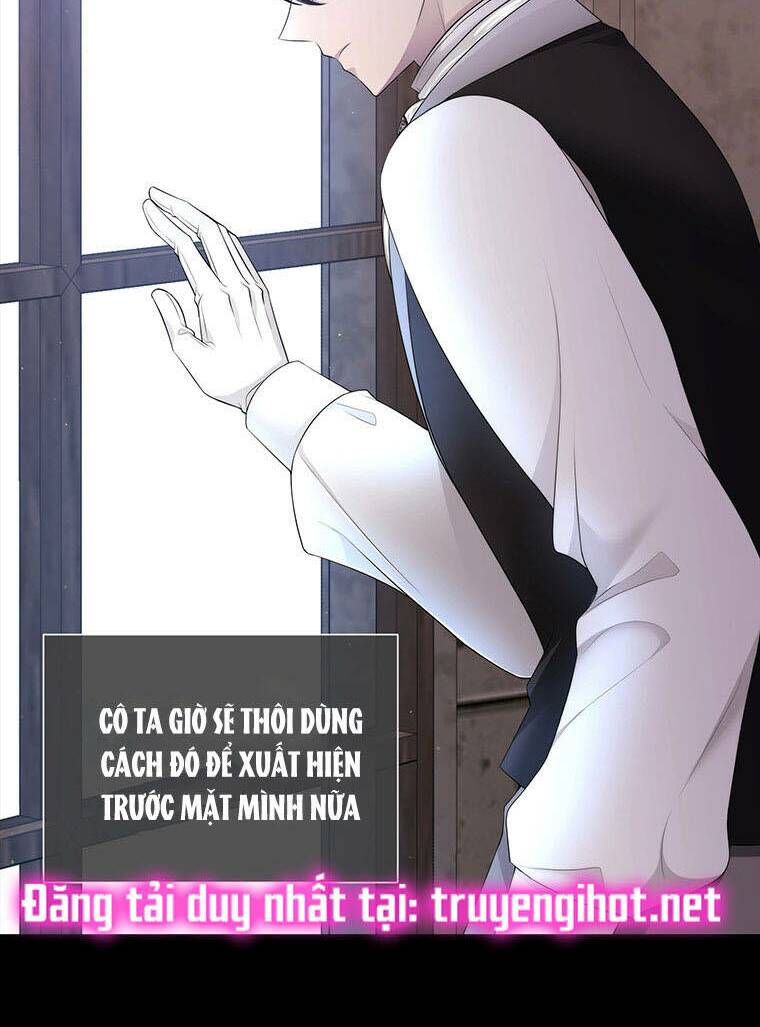 CÔ TA GIỜ SẼ THÔI DÙNG
CÁCH ĐÓ ĐỂ XUẤT HIỆN
TRƯỚC MẶT MÌNH NỮA
Đăng tải duy nhất tại: truyengihot.net